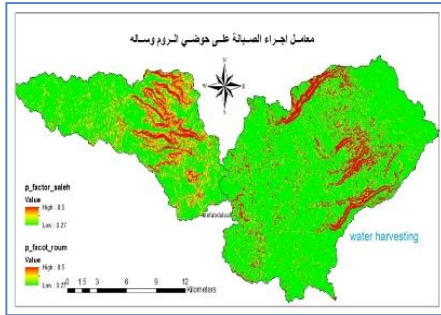 معامل اجراء الصيانة على حوضي الروم وساله
N
W
E
S
p_factor_saleh
Value
High : 0.5
Low : 0.27
p_facot_roum
Value
High : 0.5
Low : 0.27
water harvesting
0 1.5 3 6 9 12
Kilometers